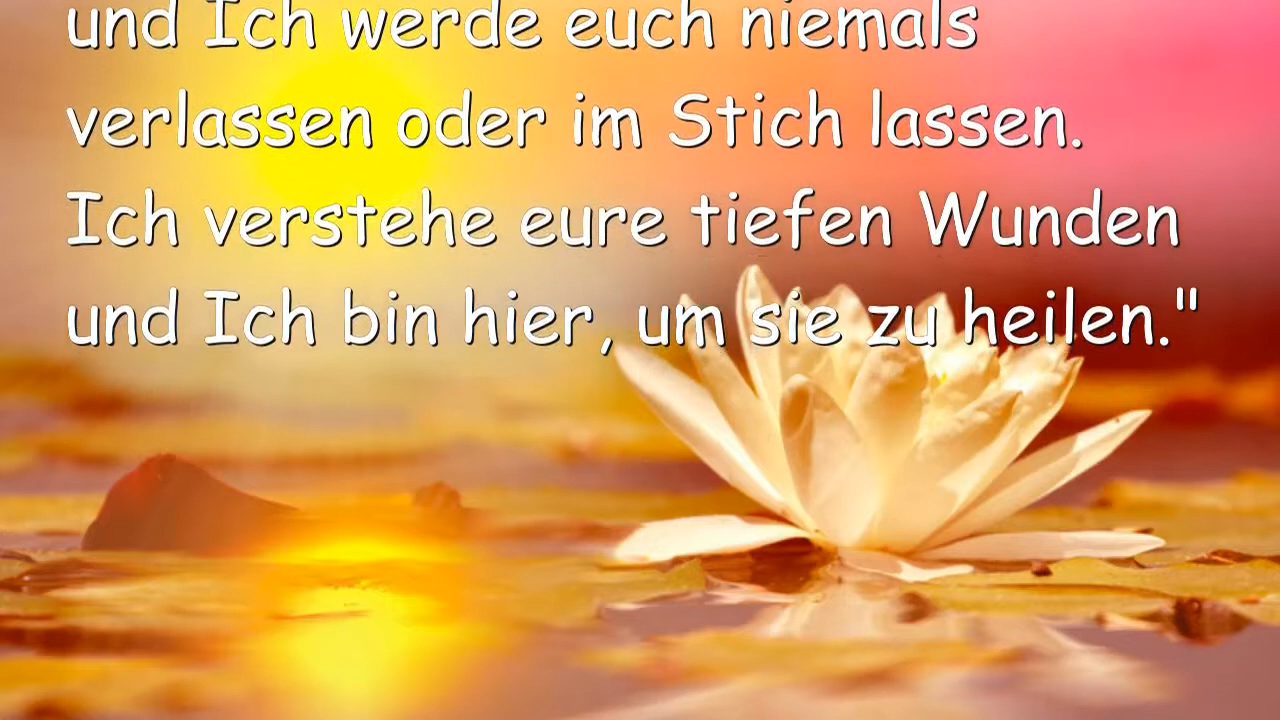 und Ich werde euch niemals
verlassen oder im Stich lassen.
Ich verstehe eure tiefen Wunden
und Ich bin hier, um sie zu heilen."